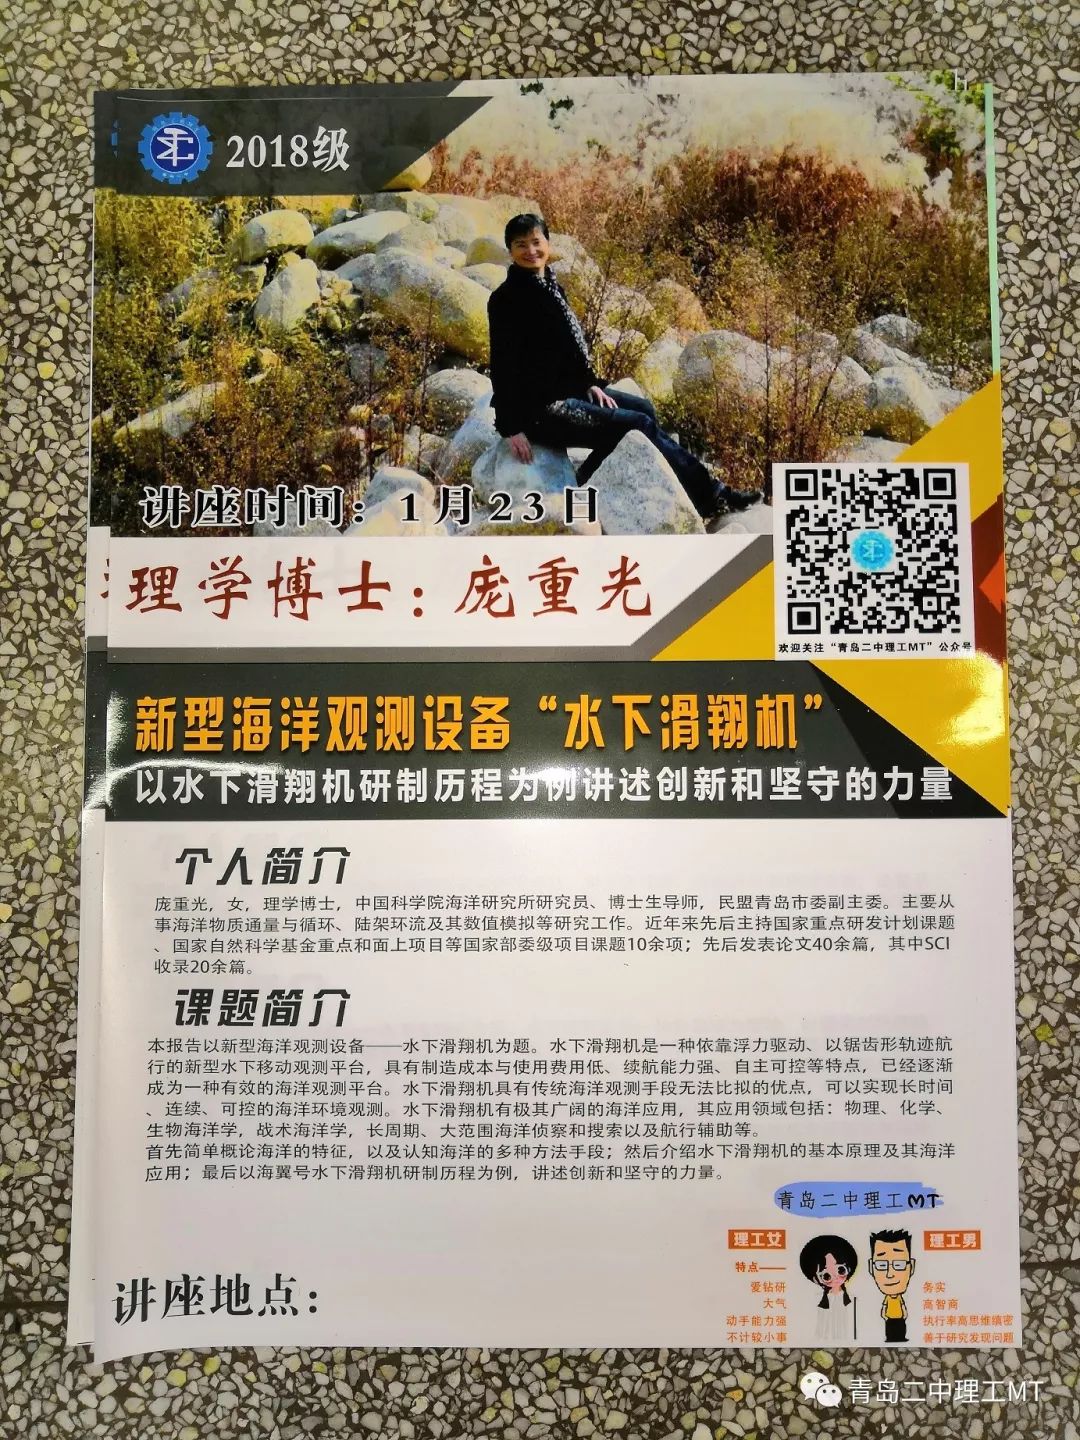 2018级
讲座时间：1月23日
理学博士：庞重光
欢迎关注“青岛二中理工MT”公众号
新型海洋观测设备“水下滑翔机”
以水下滑翔机研制历程为例讲述创新和坚守的力量
个人简介
庞重光，女，理学博士，中国科学院海洋研究所研究员、博士生导师，民盟青岛市委副主委。主要从
事海洋物质通量与循环、陆架环流及其数值模拟等研究工作。近年来先后主持国家重点研发计划课题
、国家自然科学基金重点和面上项目等国家部委级项目课题10余项；先后发表论文40余篇，其中SCI
收录20余篇。
课题简介
本报告以新型海洋观测设备——水下滑翔机为题。水下滑翔机是一种依靠浮力驱动、以锯齿形轨迹航
行的新型水下移动观测平台，具有制造成本与使用费用低、续航能力强、自主可控等特点，已经逐渐
成为一种有效的海洋观测平台。水下滑翔机具有传统海洋观测手段无法比拟的优点，可以实现长时间
、连续、可控的海洋环境观测。水下滑翔机有极其广阔的海洋应用，其应用领域包括：物理、化学、
生物海洋学，战术海洋学，长周期、大范围海洋侦察和搜索以及航行辅助等。
首先简单概论海洋的特征，以及认知海洋的多种方法手段；然后介绍水下滑翔机的基本原理及其海洋
应用；最后以海翼号水下滑翔机研制历程为例，讲述创新和坚守的力量。
青岛二中理工MT
理工女
特点——
爱钻研
大气
动手能力强
不计较小事
理工男
务实
高智商
执行率高思维缜密
善于研究发现问题
讲座地点：
青岛二中理工MT